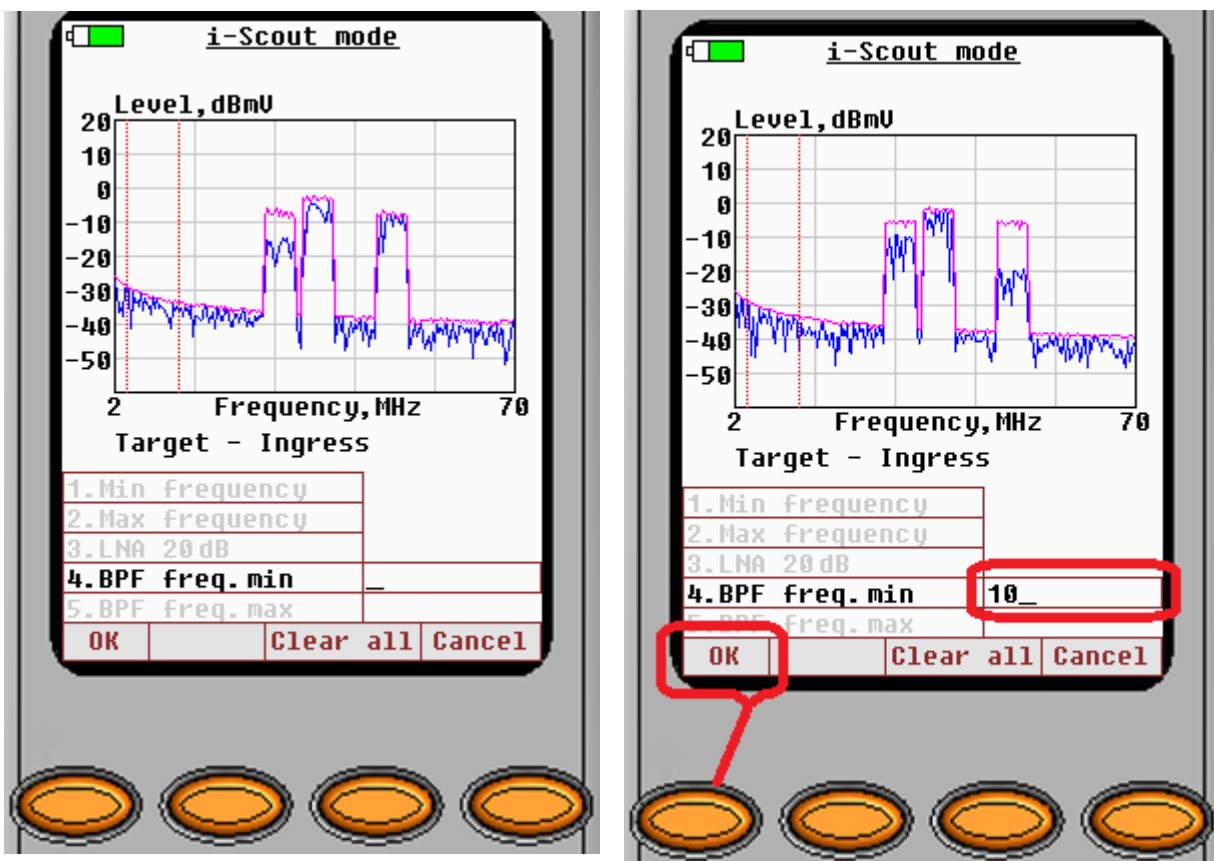 i-Scout mode
Level,dBmV
20
10
0
-10
-20
-30
-40
-50
2 Frequency,MHz 70
Target - Ingress
1.Min frequency
2.Max frequency
3.LNA 20dB
4.BPF freq.min _
5.BPF freq.max
OK Clear all Cancel
i-Scout mode
Level,dBmV
20
10
0
-10
-20
-30
-40
-50
2 Frequency,MHz 70
Target - Ingress
1.Min frequency
2.Max frequency
3.LNA 20dB
4.BPF freq.min 10_
5.BPF freq.max
OK Clear all Cancel